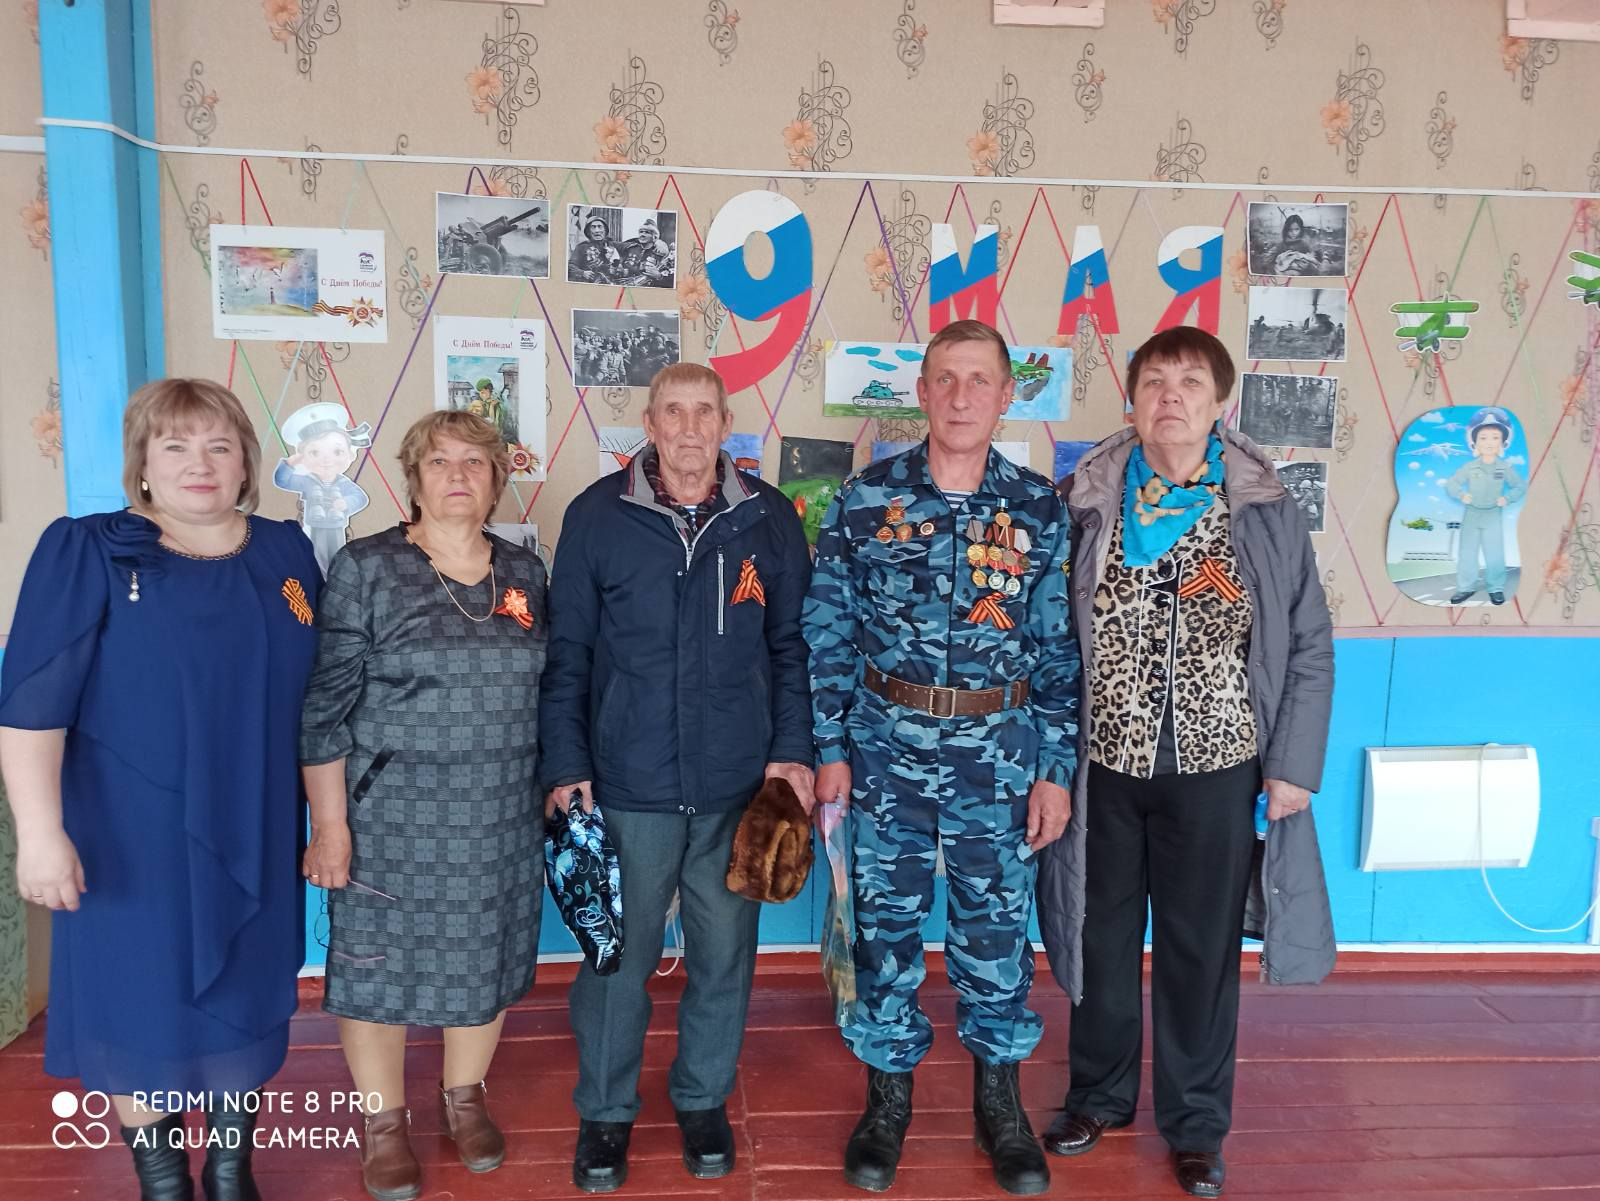 С Днём Победы!
С Днём Победы!
9 МАЯ
REDMI NOTE 8 PRO
AI QUAD CAMERA